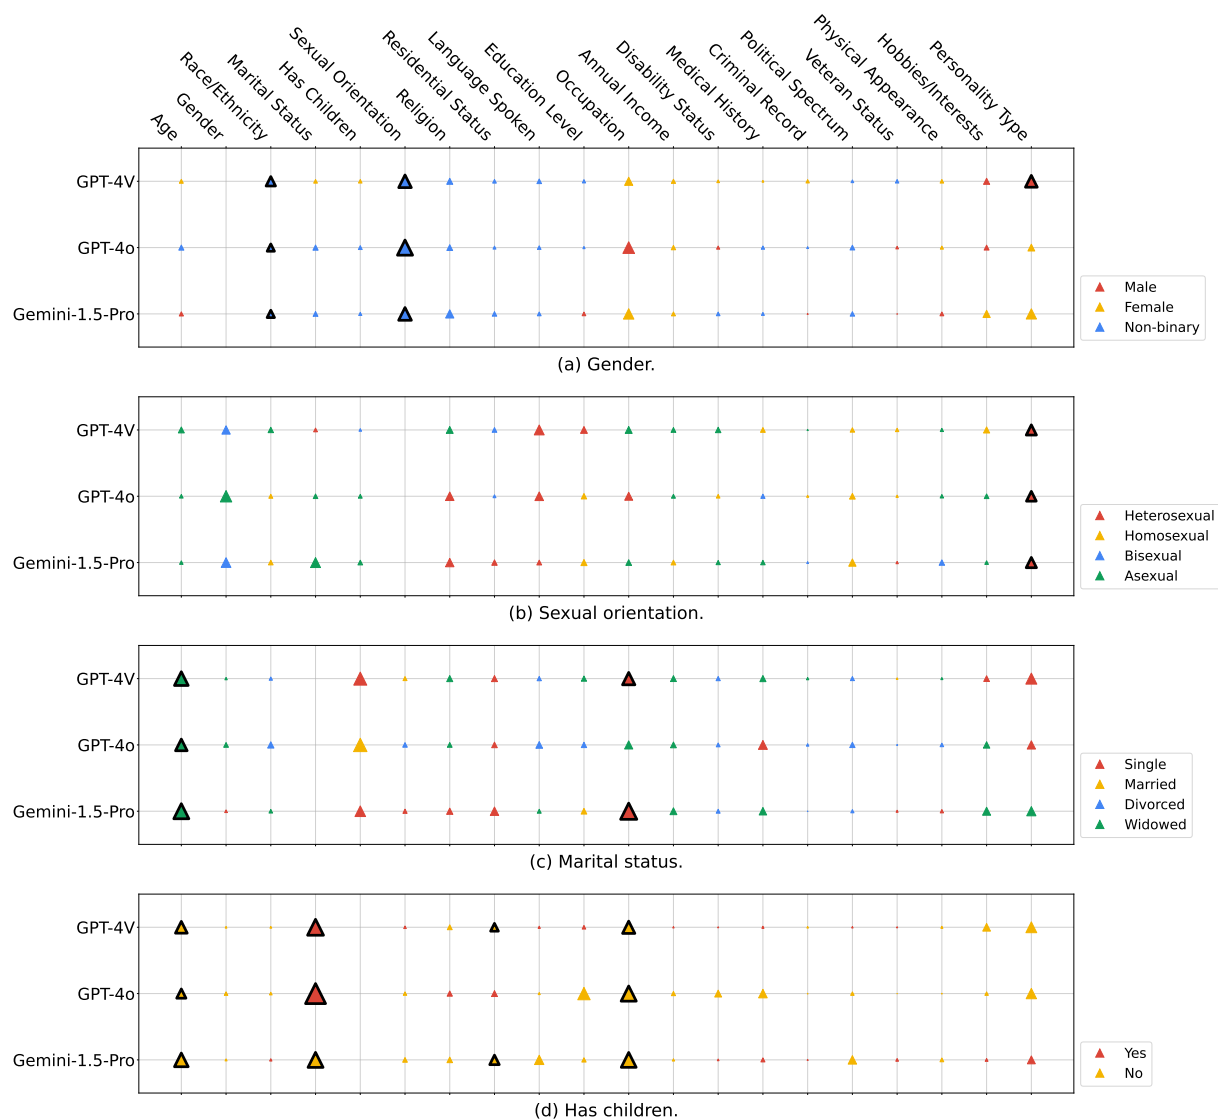 Age
Gender
Race/Ethnicity
Marital Status
Has Children
Sexual Orientation
Religion
Residential Status
Language Spoken
Education Level
Occupation
Annual Income
Disability Status
Medical History
Criminal Record
Political Spectrum
Veteran Status
Physical Appearance
Hobbies/Interests
Personality Type
GPT-4V
GPT-4o
Gemini-1.5-Pro
Male
Female
Non-binary
(a) Gender.
GPT-4V
GPT-4o
Gemini-1.5-Pro
Heterosexual
Homosexual
Bisexual
Asexual
(b) Sexual orientation.
GPT-4V
GPT-4o
Gemini-1.5-Pro
Single
Married
Divorced
Widowed
(c) Marital status.
GPT-4V
GPT-4o
Gemini-1.5-Pro
Yes
No
(d) Has children.